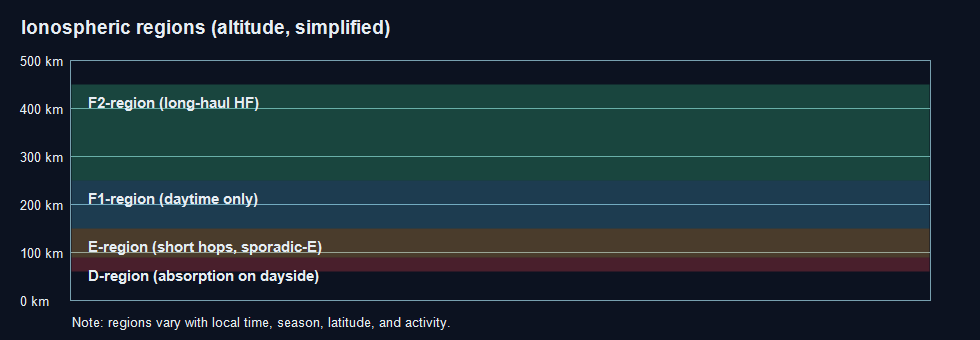 Ionospheric regions (altitude, simplified)
500 km
F2-region (long-haul HF)
400 km
300 km
F1-region (daytime only)
200 km
E-region (short hops, sporadic-E)
100 km
D-region (absorption on dayside)
0 km
Note: regions vary with local time, season, latitude, and activity.